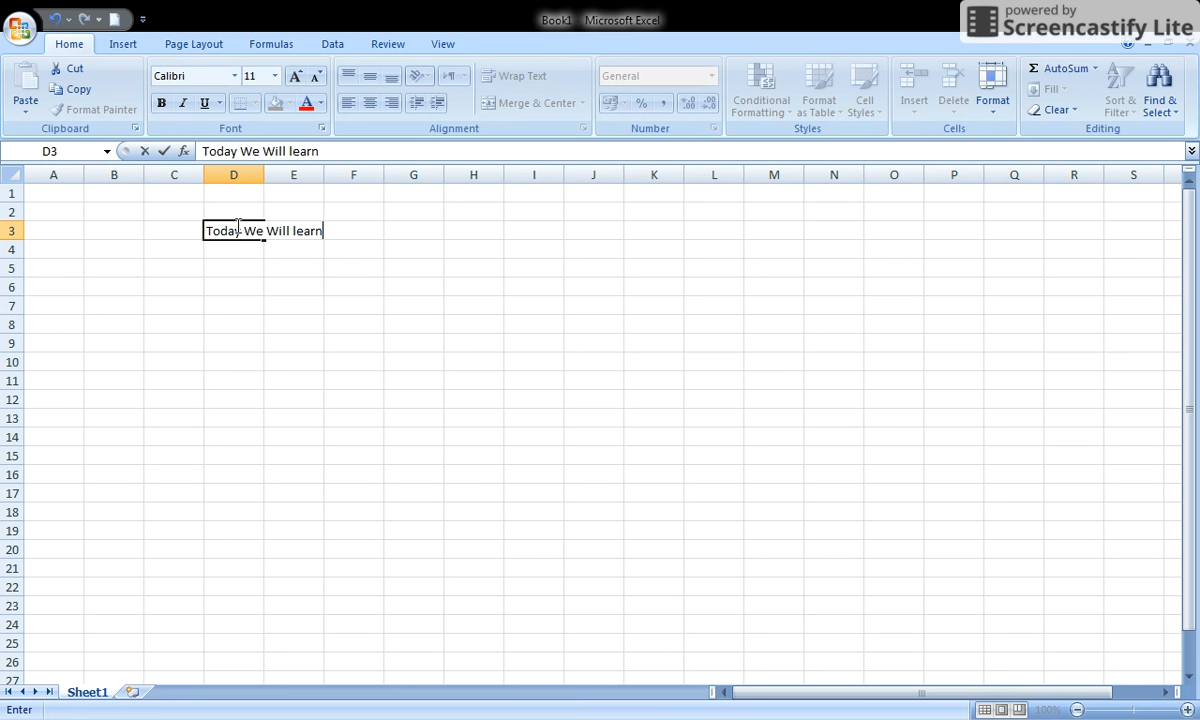 Book1 Microsoft Excel
powered by
Screencastify Lite
Home Insert Page Layout Formulas Data Review View
Paste
Cut
Copy
Format Painter
Clipboard
Calibri 11
B I U
Font
Wrap Text
Merge & Center
Alignment
General
% ,
Number
Conditional Formatting
Format as Table
Cell Styles
Styles
Insert
Delete
Format
Cells
Σ AutoSum
Fill
Clear
Sort & Filter
Find & Select
Editing
D3 fx Today We Will learn
A B C D E F G H I J K L M N O P Q R S
1
2
3 Today We Will learn
4
5
6
7
8
9
10
11
12
13
14
15
16
17
18
19
20
21
22
23
24
25
26
27
Sheet1
Enter 100%